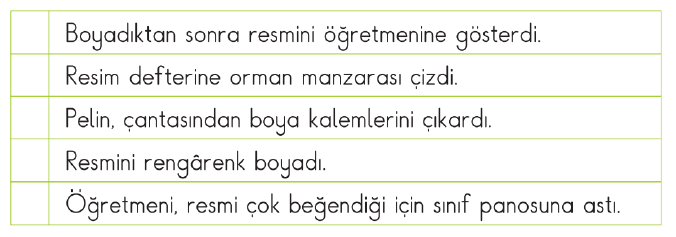 Boyadıktan sonra resmini öğretmenine gösterdi.
Resim defterine orman manzarası çizdi.
Pelin, çantasından boya kalemlerini çıkardı.
Resmini rengârenk boyadı.
Öğretmeni, resmi çok beğendiği için sınıf panosuna astı.